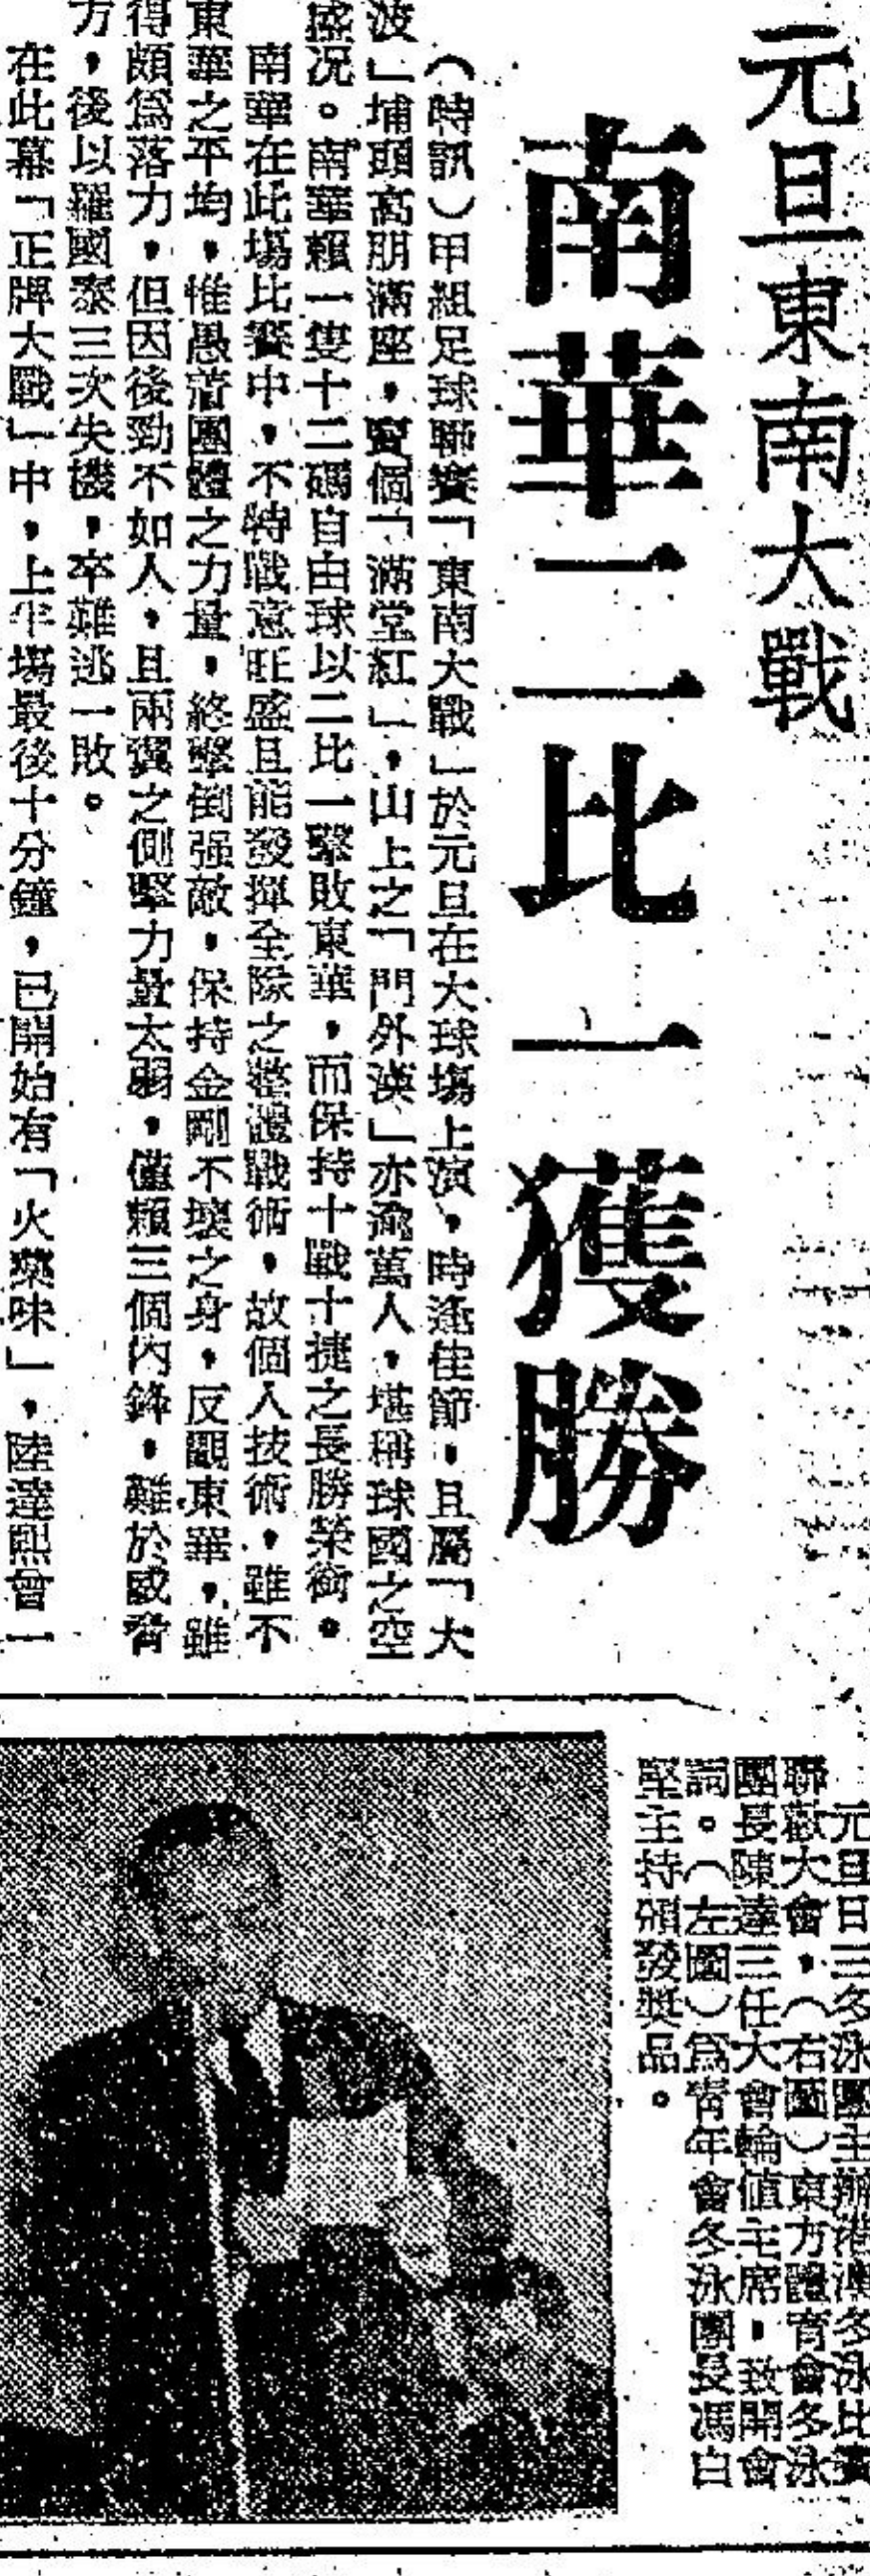 元旦東南大戰
南華二比一獲勝
（時訊）甲組足球聯賽「東南大戰」於元旦在大球場上演，時逢佳節，且屬「大
波」埔頭高朋滿座，賣個「滿堂紅」，山上之「門外漢」亦逾萬人，堪稱球國之空
盛况。南華賴一隻十二碼自由球以二比一擊敗東華，而保持十戰十捷之長勝榮銜。
南華在此場比賽中，不特戰意旺盛且能發揮全隊之整體戰術，故個人技術，雖不
東華之平均，惟憑着團體之力量，終擊倒强敵，保持金剛不壞之身，反觀東華，雖
得頗爲落力，但因後勁不如人，且兩翼之側擊力量太弱，僅賴三個內鋒，難於威脅
方，後以羅國泰三次失機，卒難逃一敗。
在此幕「正牌大戰」中，上半場最後十分鐘，已開始有「火藥味」，陸達熙會一
元旦日三多泳團主辦港澳冬泳比賽
聯歡大會，（右圖）東方體育會冬泳
團長陳達三任大會輪值主席，致開會
詞。（左圖）爲青年會冬泳團長馮白
堅主持頒發獎品。